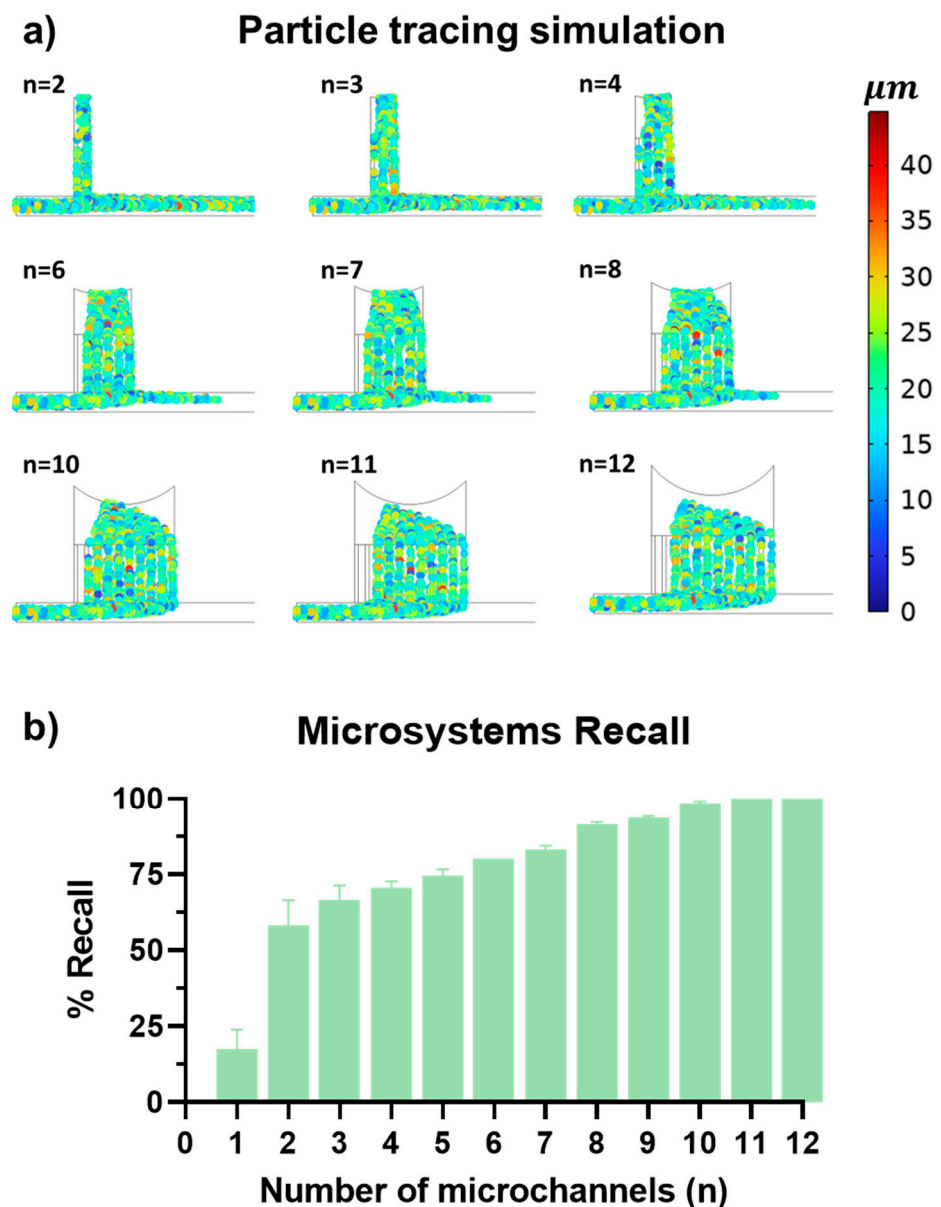 a) Particle tracing simulation
n=2 n=3 n=4
μm
n=6 n=7 n=8
n=10 n=11 n=12
40
35
30
25
20
15
10
5
0
b) Microsystems Recall
100
75
50
25
0
% Recall
0 1 2 3 4 5 6 7 8 9 10 11 12
Number of microchannels (n)